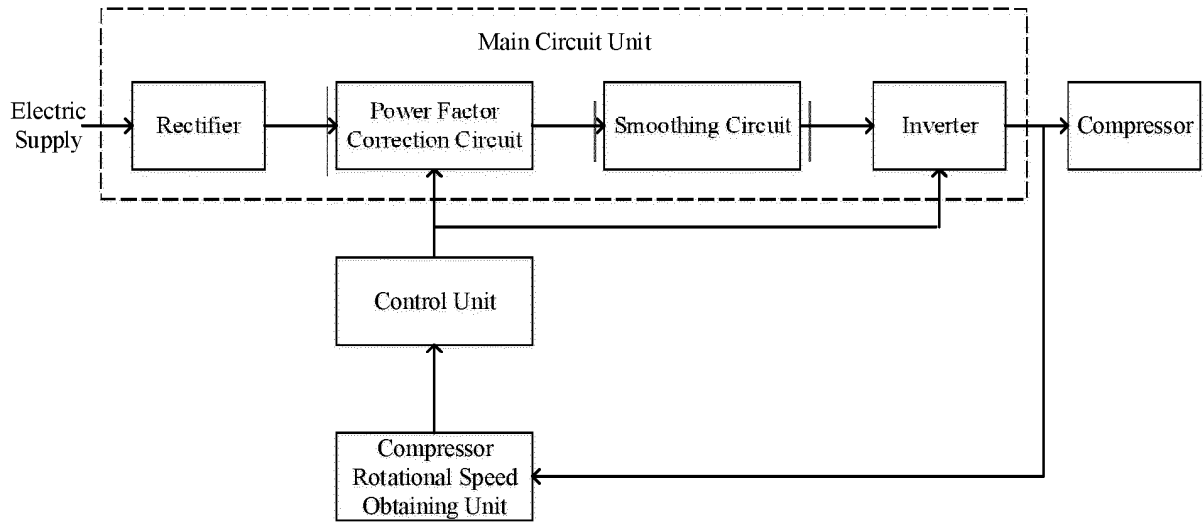 Main Circuit Unit
Electric
Supply
Rectifier
Power Factor
Correction Circuit
Smoothing Circuit
Inverter
Compressor
Control Unit
Compressor
Rotational Speed
Obtaining Unit